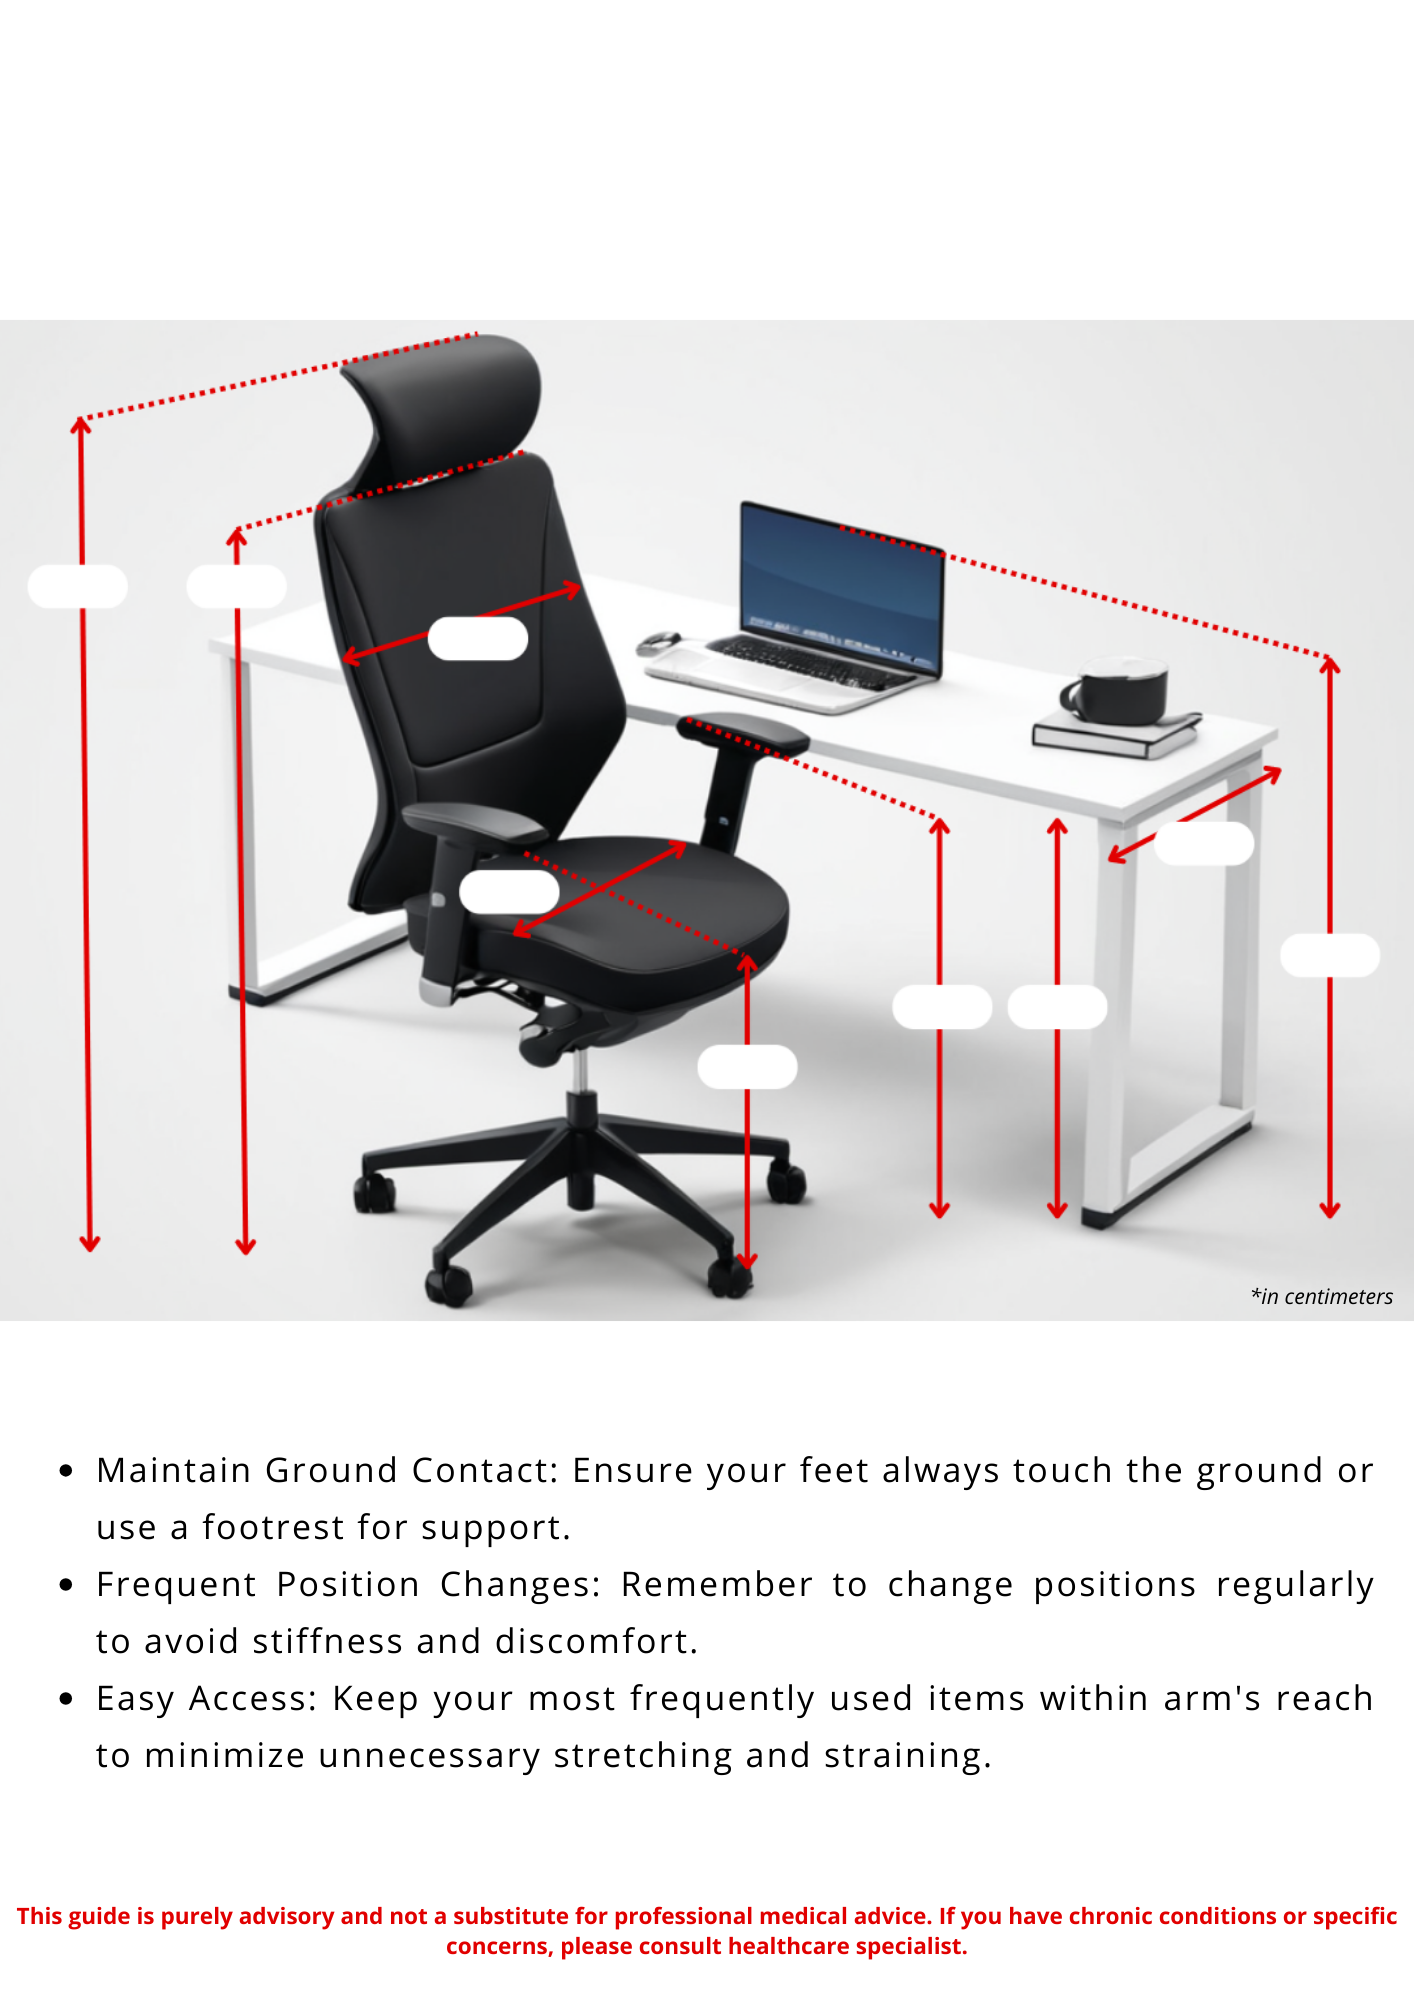 *in centimeters
Maintain Ground Contact: Ensure your feet always touch the ground or
use a footrest for support.
Frequent Position Changes: Remember to change positions regularly
to avoid stiffness and discomfort.
Easy Access: Keep your most frequently used items within arm's reach
to minimize unnecessary stretching and straining.
This guide is purely advisory and not a substitute for professional medical advice. If you have chronic conditions or specific
concerns, please consult healthcare specialist.